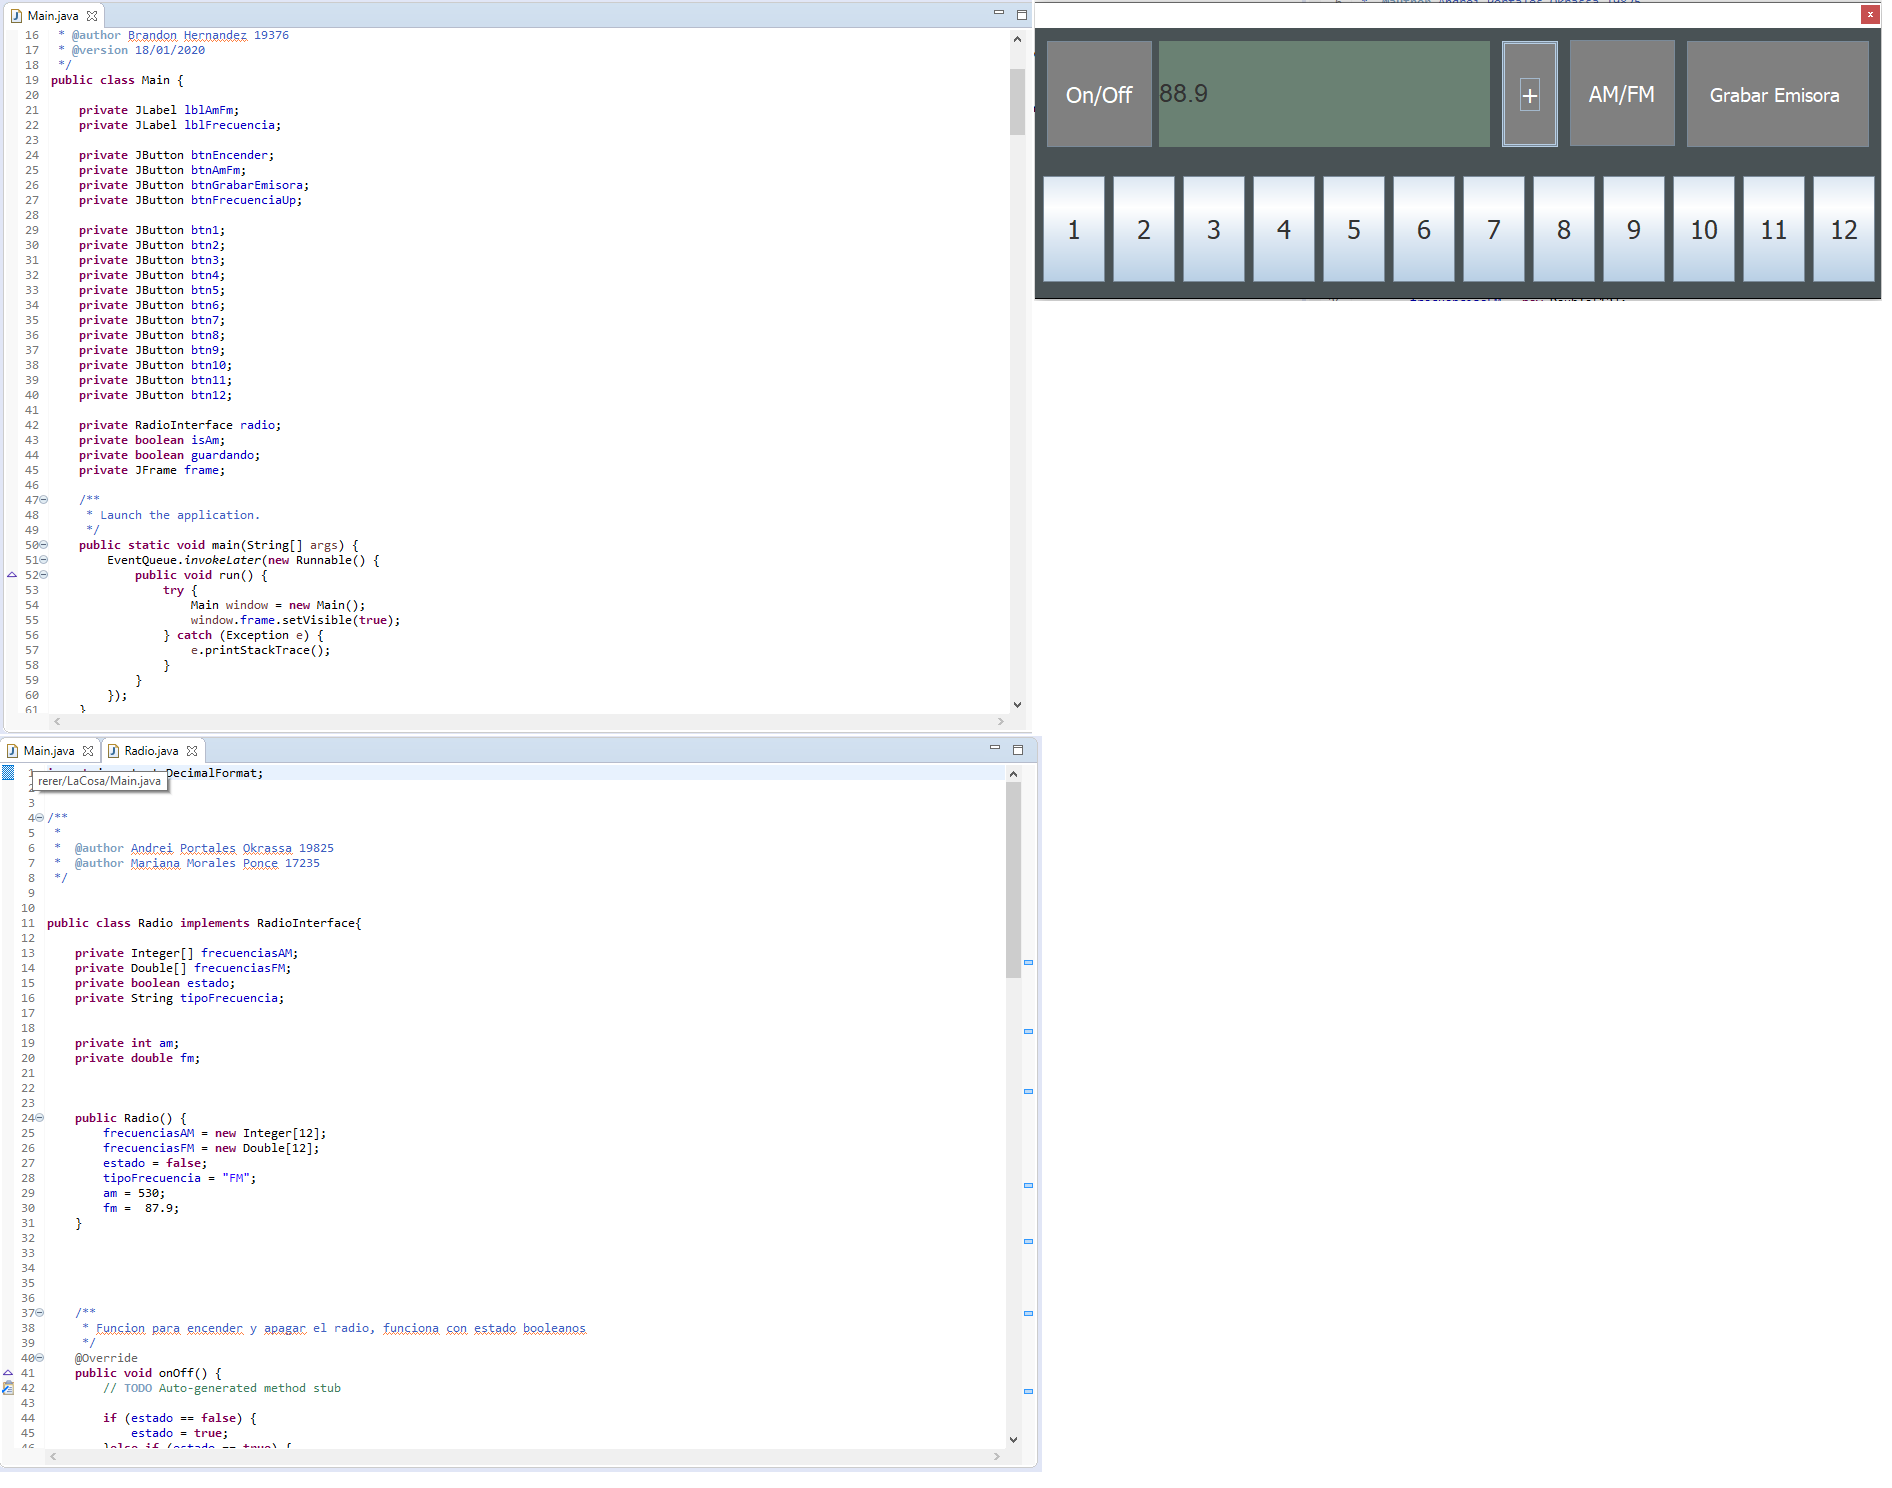 Main.java
16 * @author Brandon Hernandez 19376
17 * @version 18/01/2020
18 */
19 public class Main {
20
21 private JLabel lblAmFm;
22 private JLabel lblFrecuencia;
23
24 private JButton btnEncender;
25 private JButton btnAmFm;
26 private JButton btnGrabarEmisora;
27 private JButton btnFrecuenciaUp;
28
29 private JButton btn1;
30 private JButton btn2;
31 private JButton btn3;
32 private JButton btn4;
33 private JButton btn5;
34 private JButton btn6;
35 private JButton btn7;
36 private JButton btn8;
37 private JButton btn9;
38 private JButton btn10;
39 private JButton btn11;
40 private JButton btn12;
41
42 private RadioInterface radio;
43 private boolean isAm;
44 private boolean guardando;
45 private JFrame frame;
46
47 /**
48 * Launch the application.
49 */
50 public static void main(String[] args) {
51 EventQueue.invokeLater(new Runnable() {
52 public void run() {
53 try {
54 Main window = new Main();
55 window.frame.setVisible(true);
56 } catch (Exception e) {
57 e.printStackTrace();
58 }
59 }
60 });
61 }
On/Off 88.9 + AM/FM Grabar Emisora
1 2 3 4 5 6 7 8 9 10 11 12
Main.java Radio.java
1 DecimalFormat;
rerer/LaCosa/Main.java
2
3
4 /**
5 *
6 * @author Andrei Portales Okrassa 19825
7 * @author Mariana Morales Ponce 17235
8 */
9
10
11 public class Radio implements RadioInterface{
12
13 private Integer[] frecuenciasAM;
14 private Double[] frecuenciasFM;
15 private boolean estado;
16 private String tipoFrecuencia;
17
18
19 private int am;
20 private double fm;
21
22
23
24 public Radio() {
25 frecuenciasAM = new Integer[12];
26 frecuenciasFM = new Double[12];
27 estado = false;
28 tipoFrecuencia = "FM";
29 am = 530;
30 fm = 87.9;
31 }
32
33
34
35
36
37 /**
38 * Funcion para encender y apagar el radio, funciona con estado booleanos
39 */
40 @Override
41 public void onOff() {
42 // TODO Auto-generated method stub
43
44 if (estado == false) {
45 estado = true;
46 }else if (estado == true) {